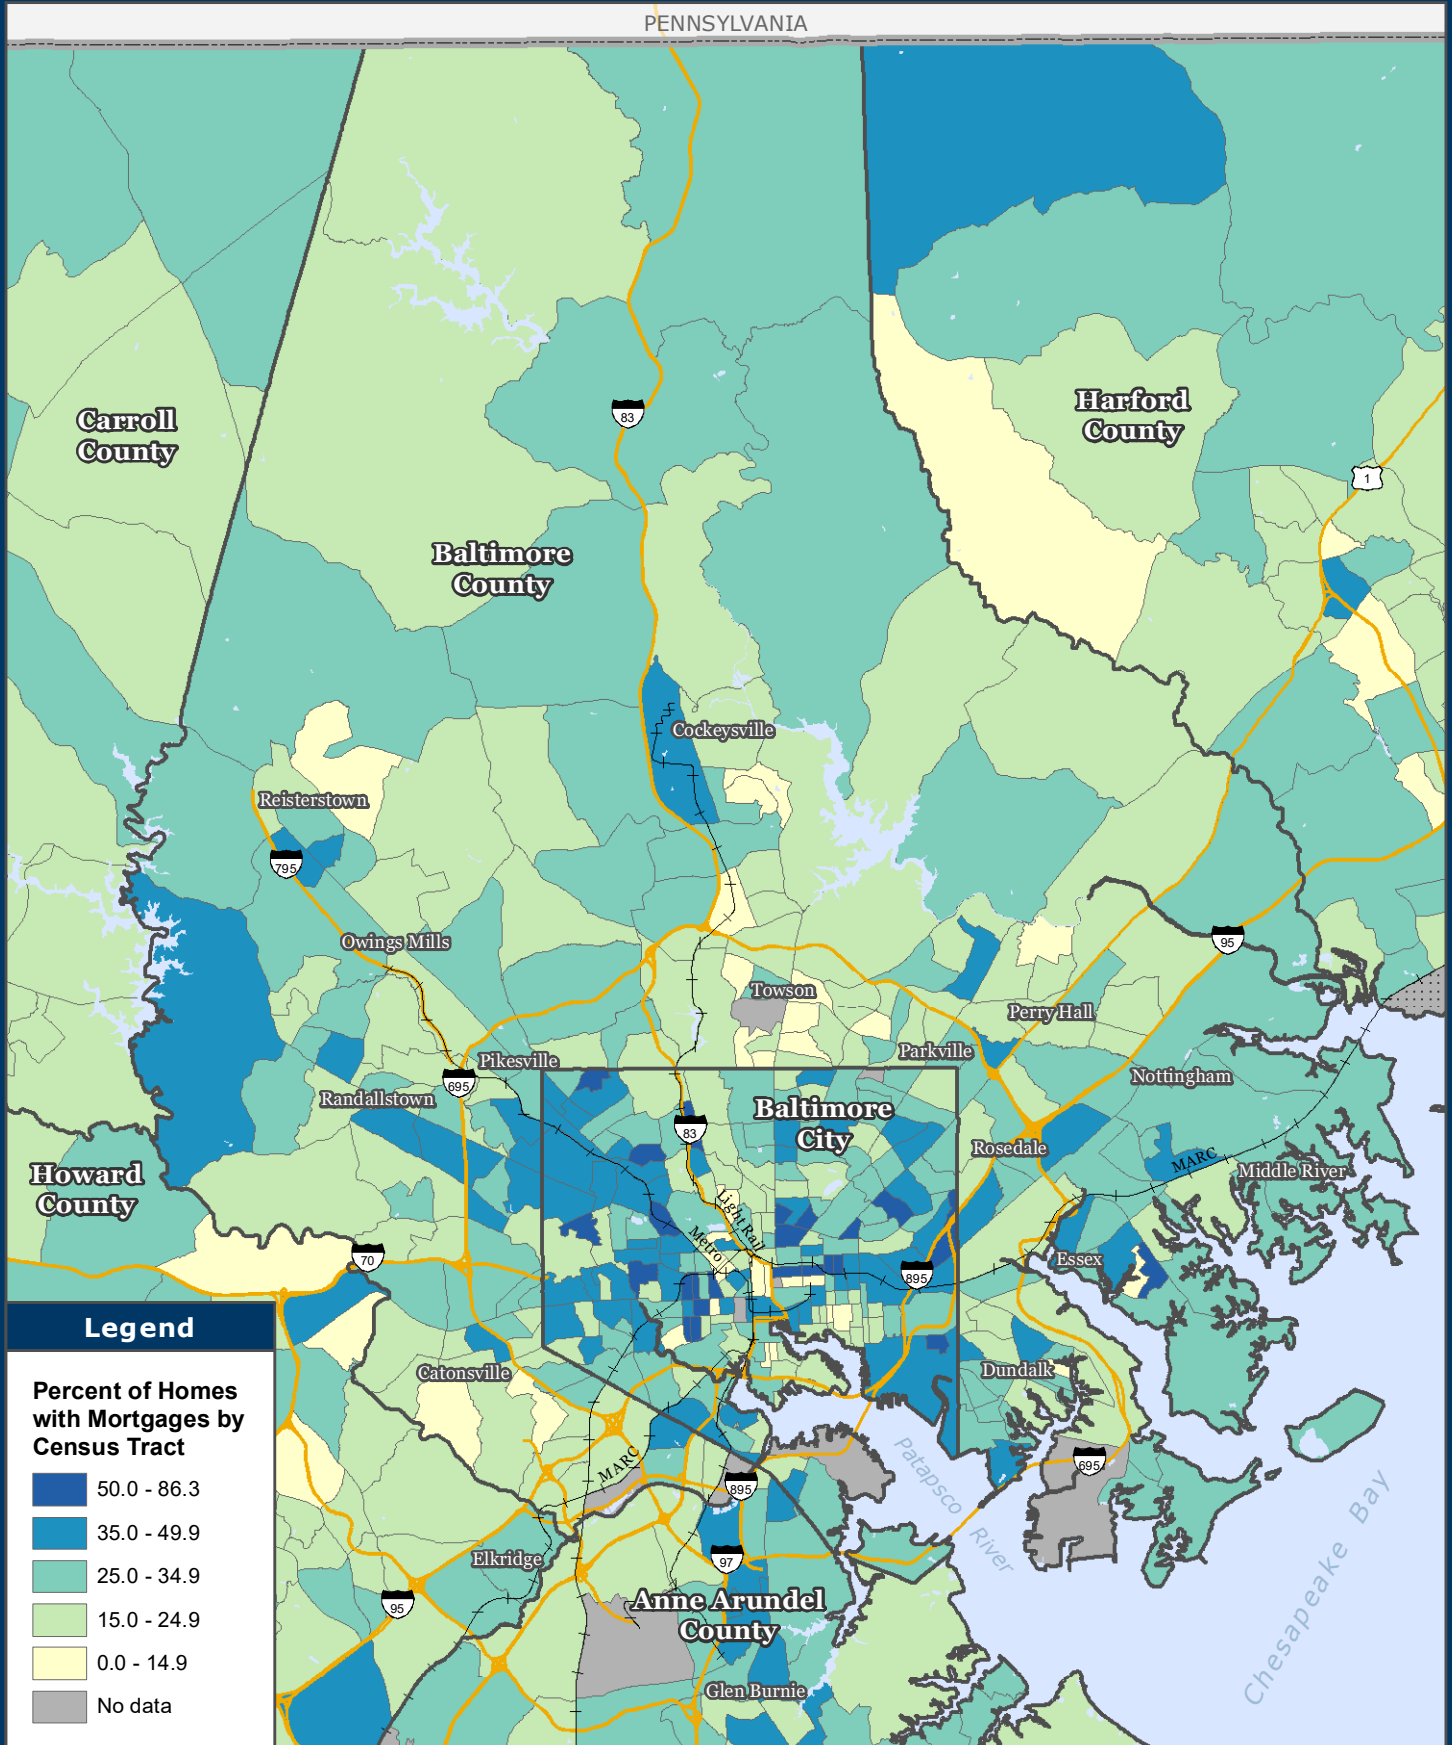 PENNSYLVANIA
83
Carroll
County
Harford
County
1
Baltimore
County
Cockeysville
Reisterstown
795
Owings Mills
95
Towson
Perry Hall
Parkville
Pikesville
Nottingham
695
Randallstown
Baltimore
City
83
Rosedale
MARC
Middle River
Howard
County
Light Rail
Metro
70
Essex
895
Legend
Percent of Homes
with Mortgages by
Census Tract
50.0 - 86.3
35.0 - 49.9
25.0 - 34.9
15.0 - 24.9
0.0 - 14.9
No data
Catonsville
Dundalk
MARC
695
895
Patapsco River
Elkridge
97
95
Anne Arundel
County
Chesapeake Bay
Glen Burnie